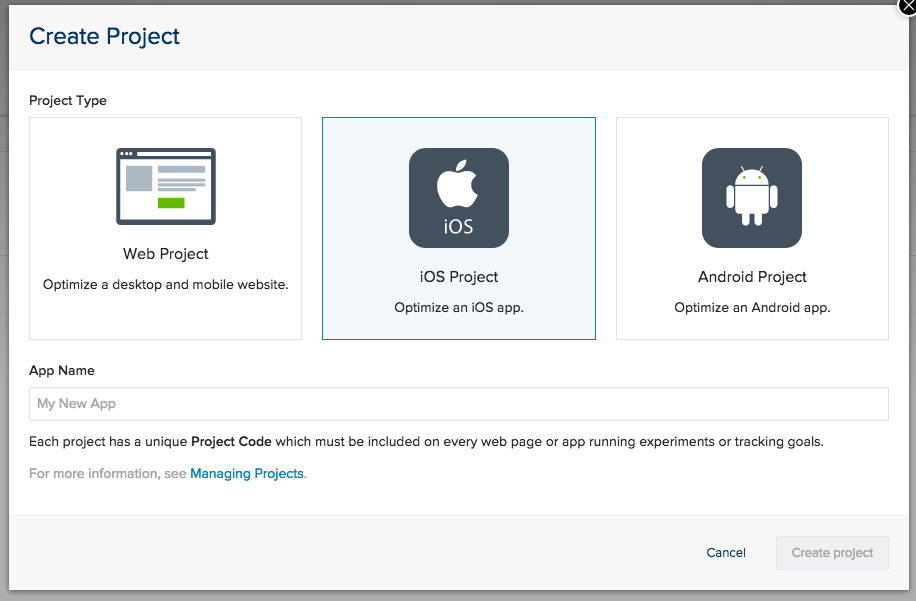 Create Project
Project Type
Web Project
Optimize a desktop and mobile website.
iOS
iOS Project
Optimize an iOS app.
Android Project
Optimize an Android app.
App Name
My New App
Each project has a unique Project Code which must be included on every web page or app running experiments or tracking goals.
For more information, see Managing Projects.
Cancel
Create project